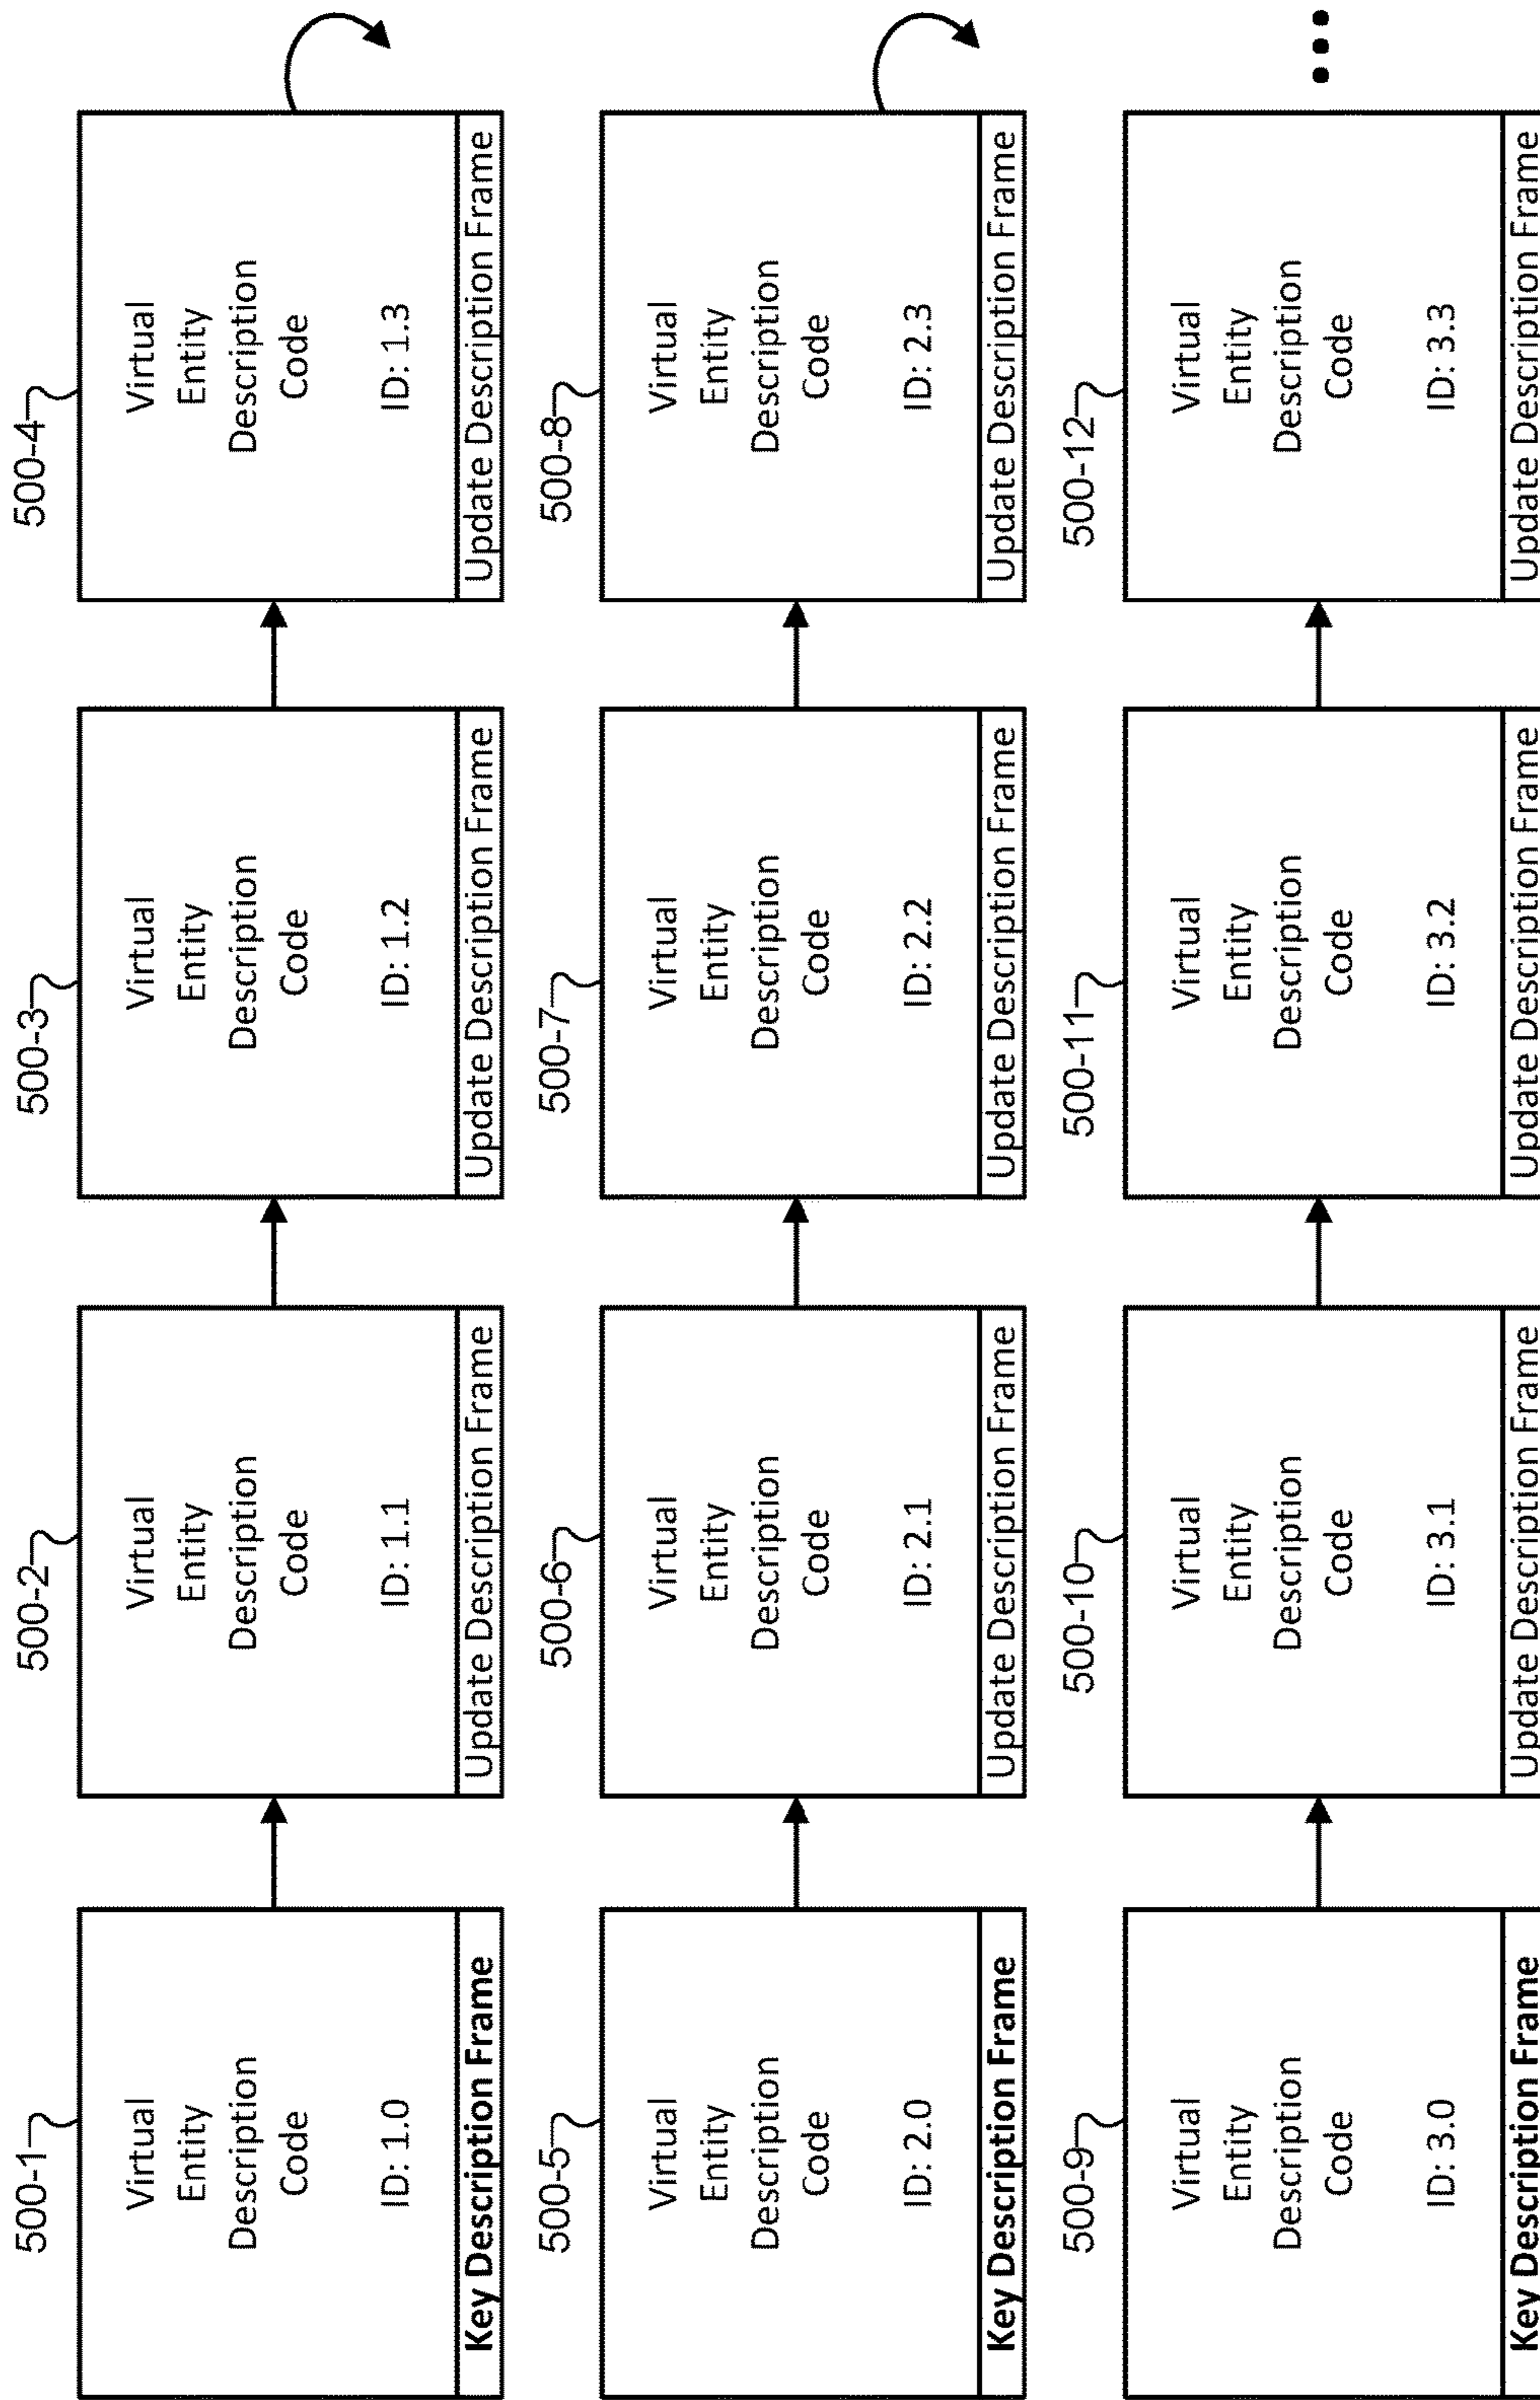 500-1
Virtual
Entity
Description
Code
ID: 1.0
Key Description Frame
500-2
Virtual
Entity
Description
Code
ID: 1.1
Update Description Frame
500-3
Virtual
Entity
Description
Code
ID: 1.2
Update Description Frame
500-4
Virtual
Entity
Description
Code
ID: 1.3
Update Description Frame
500-5
Virtual
Entity
Description
Code
ID: 2.0
Key Description Frame
500-6
Virtual
Entity
Description
Code
ID: 2.1
Update Description Frame
500-7
Virtual
Entity
Description
Code
ID: 2.2
Update Description Frame
500-8
Virtual
Entity
Description
Code
ID: 2.3
Update Description Frame
500-9
Virtual
Entity
Description
Code
ID: 3.0
Key Description Frame
500-10
Virtual
Entity
Description
Code
ID: 3.1
Update Description Frame
500-11
Virtual
Entity
Description
Code
ID: 3.2
Update Description Frame
500-12
Virtual
Entity
Description
Code
ID: 3.3
Update Description Frame